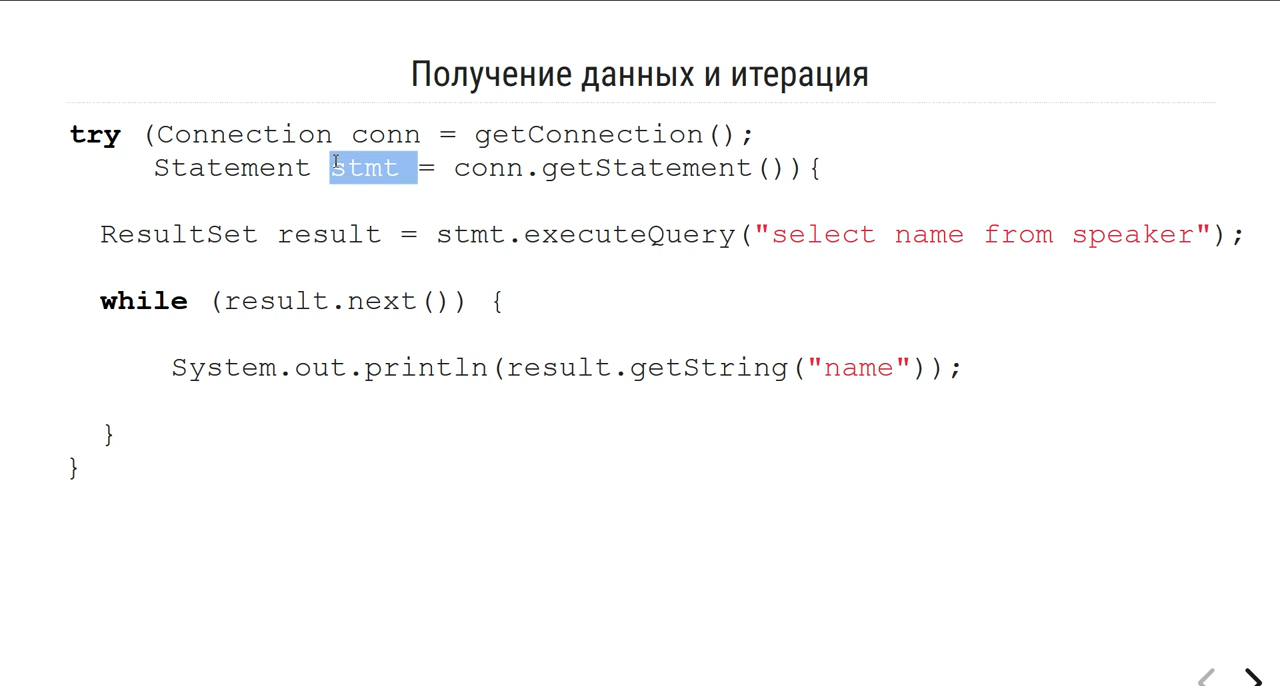 Получение данных и итерация
try (Connection conn = getConnection();
Statement stmt = conn.getStatement()){
ResultSet result = stmt.executeQuery("select name from speaker");
while (result.next()) {
System.out.println(result.getString("name"));
}
}